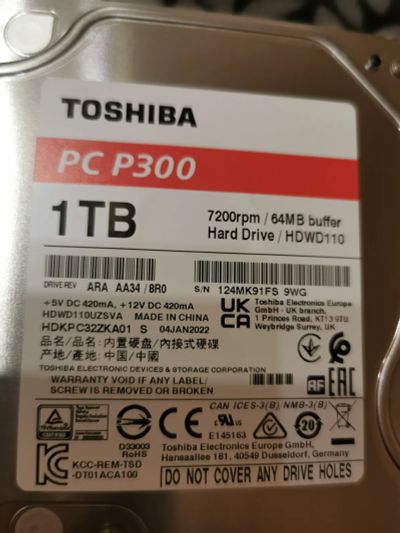 TOSHIBA
PC P300
1TB
7200rpm / 64MB buffer
Hard Drive / HDWD110
DRIVE REV ARA AA34 / 8R0
S/N 124MK91FS 9WG
+5V DC 420mA, +12V DC 420mA
HDWD110UZSVA
HDKPC32ZKA01 S 04JAN2022
UK CA
Toshiba Electronics Europe
GmbH - UK branch,
1 Princes Road, KT13 9TU
Weybridge Surrey, UK
品名/品名: 内置硬盘/內接式硬碟
产地/產地: 中国/中國
TOSHIBA ELECTRONIC DEVICES & STORAGE CORPORATION
WARRANTY VOID IF ANY LABEL/
SCREW IS REMOVED OR BROKEN
RF EAC
D33003
RoHS
E145163
CAN ICES-3(B) NMB-3(B)
20
KCC-REM-TSD
-DT01ACA100
Toshiba Electronics Europe GmbH,
Hansaallee 181, 40549 Dusseldorf, Germany
DO NOT COVER ANY DRIVE HOLES